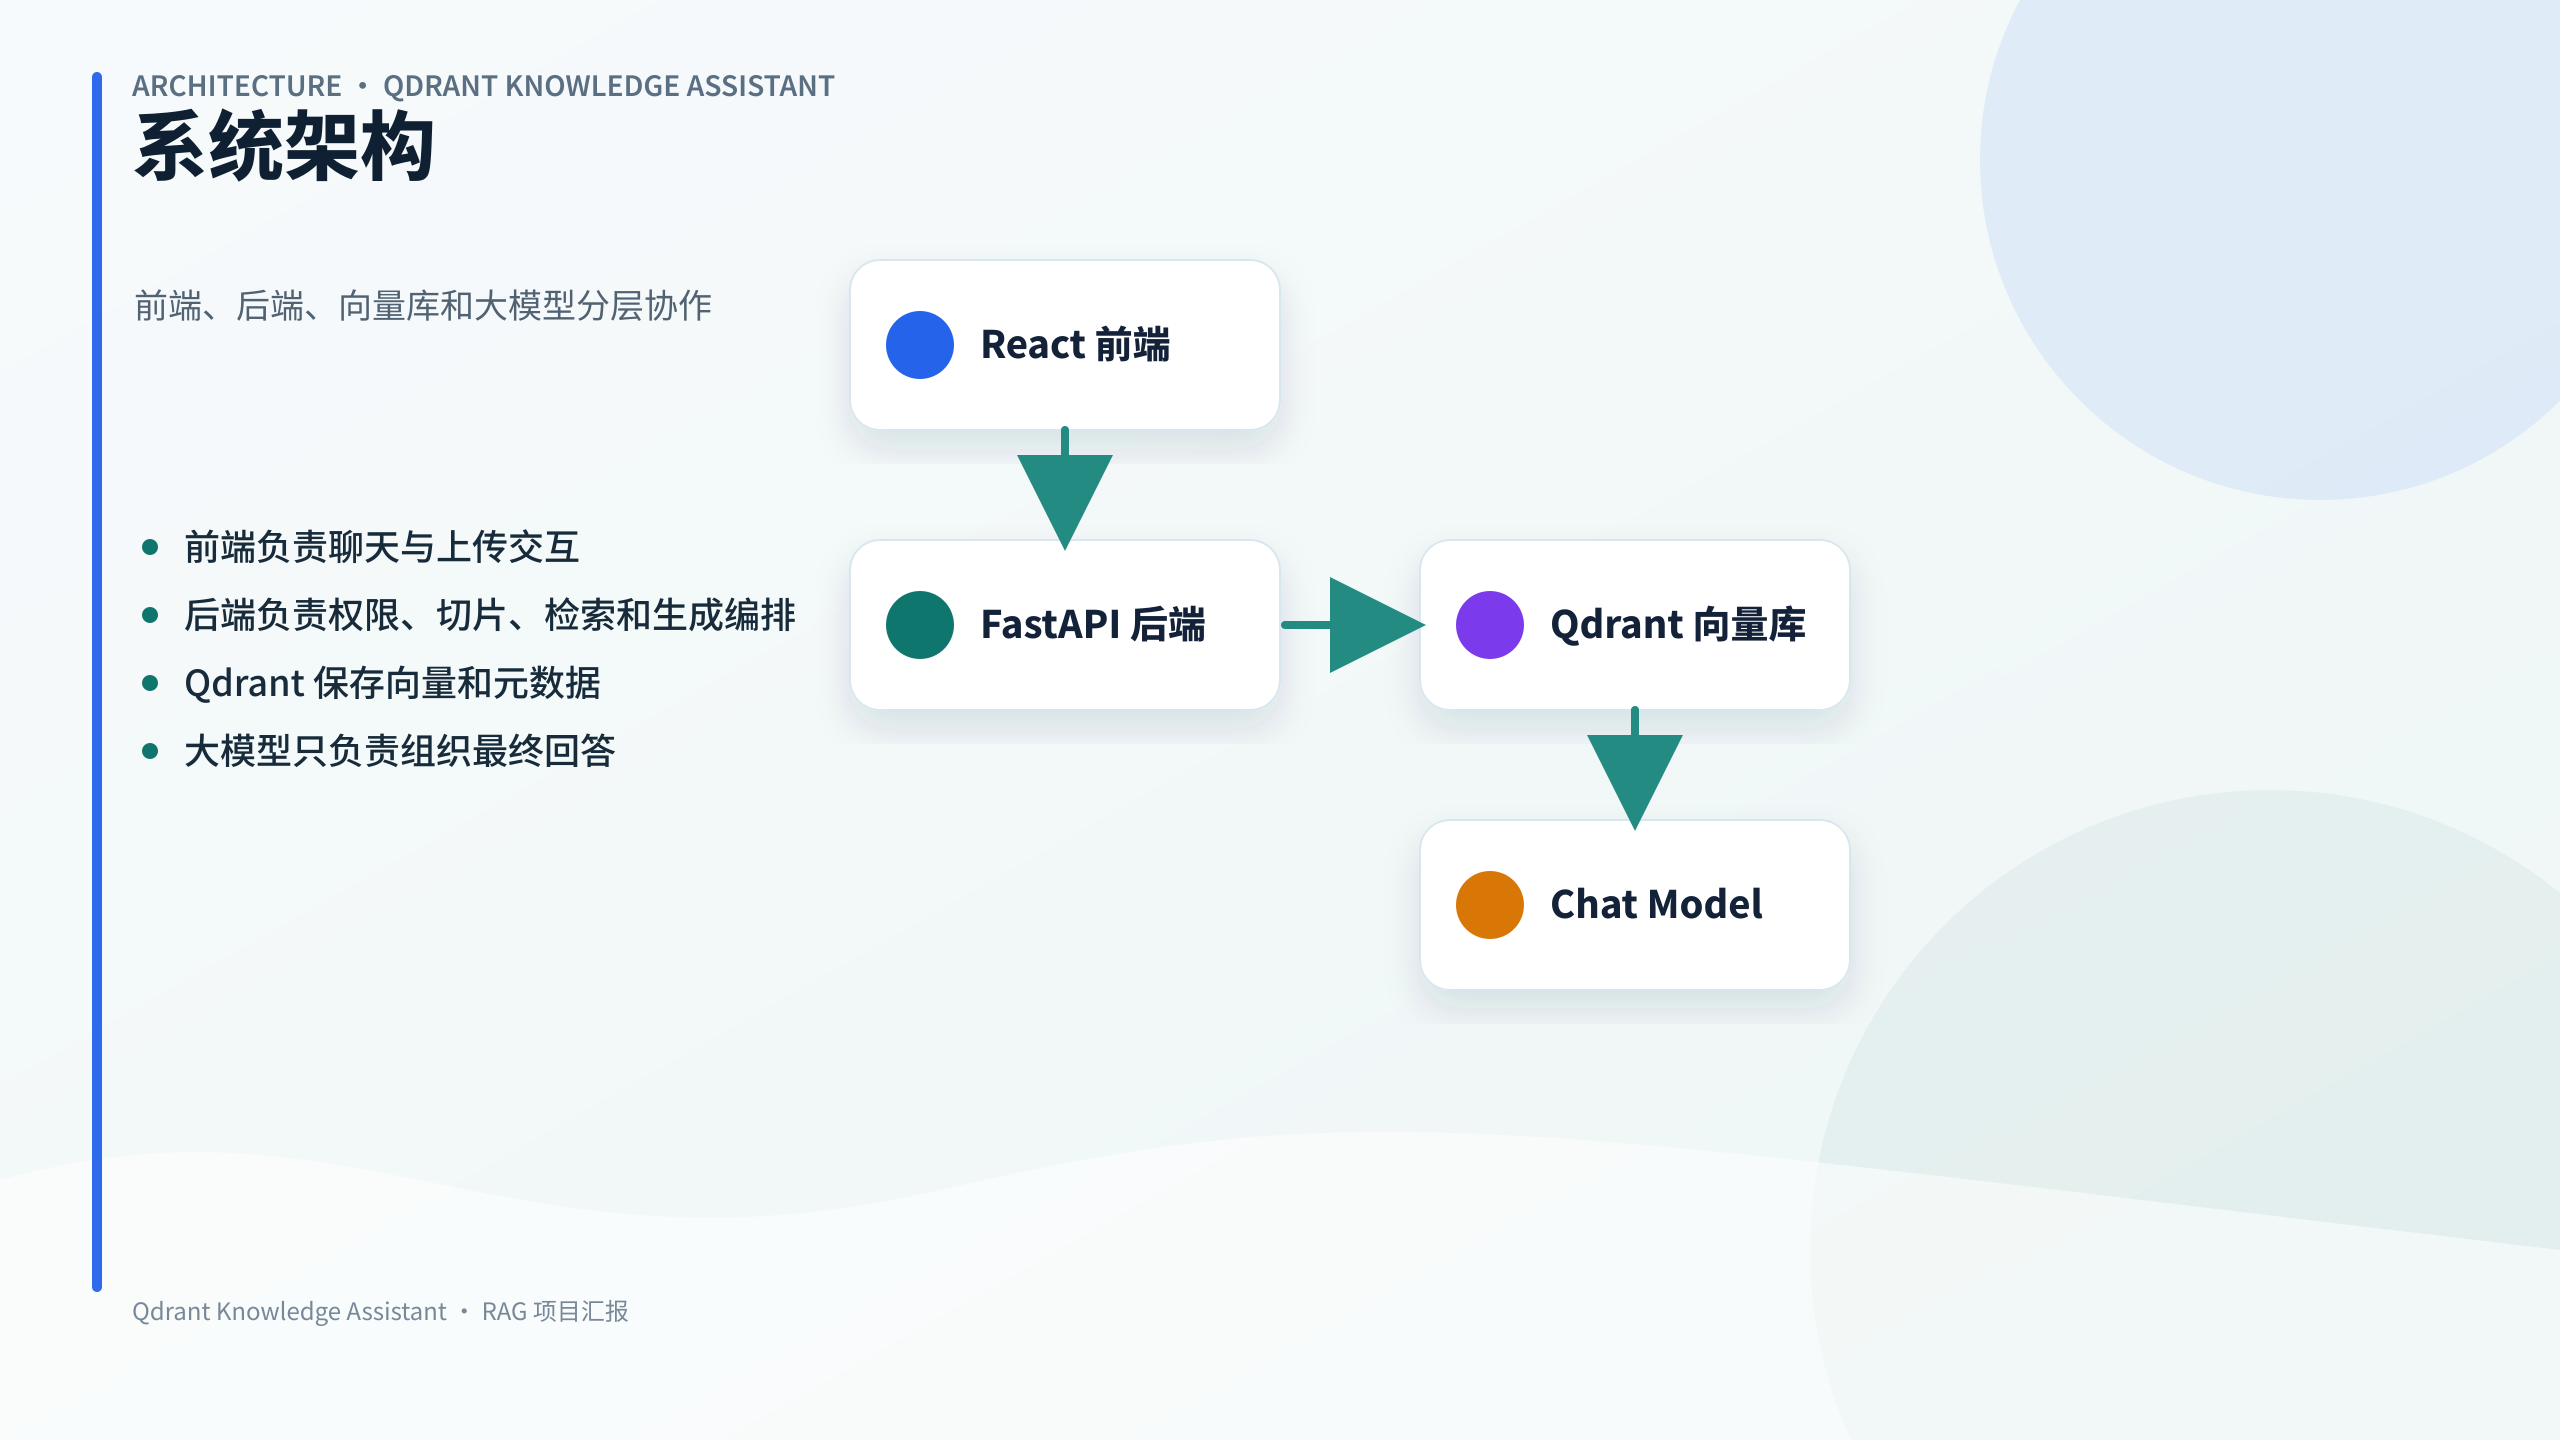 ARCHITECTURE · QDRANT KNOWLEDGE ASSISTANT
系统架构
前端、后端、向量库和大模型分层协作
前端负责聊天与上传交互
后端负责权限、切片、检索和生成编排
Qdrant 保存向量和元数据
大模型只负责组织最终回答
React 前端
FastAPI 后端
Qdrant 向量库
Chat Model
Qdrant Knowledge Assistant · RAG 项目汇报